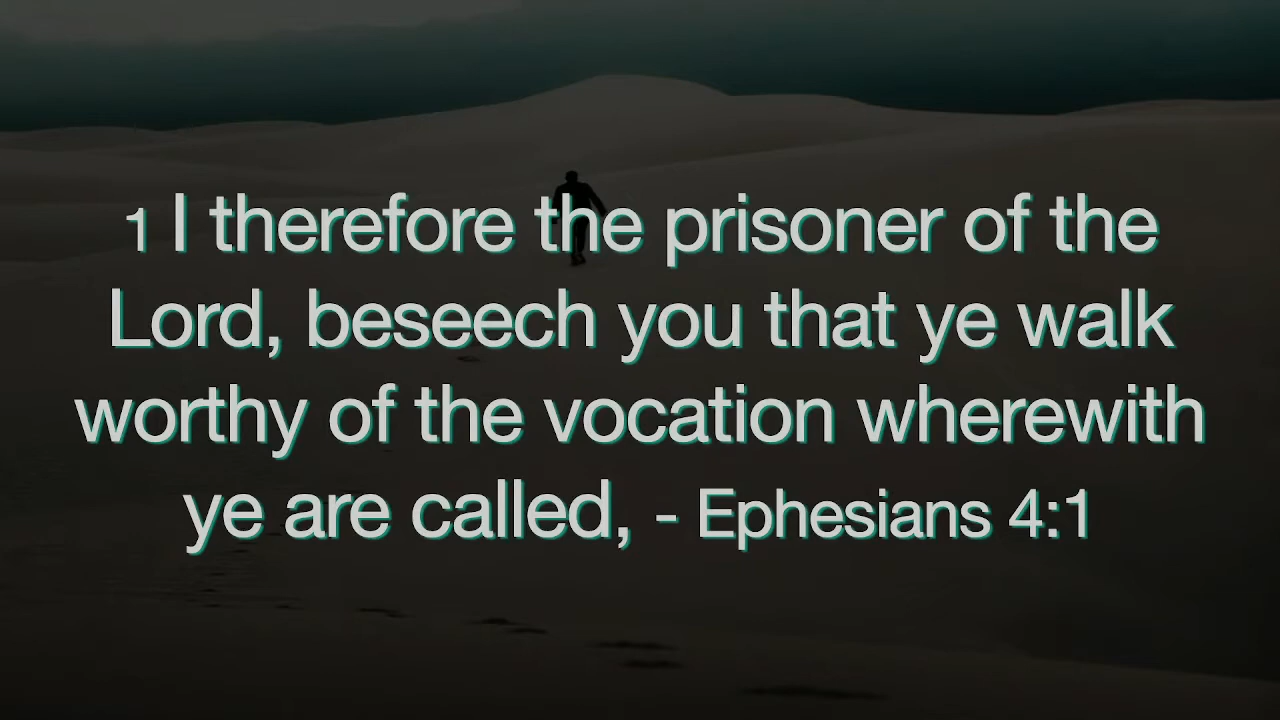 1 I therefore the prisoner of the
Lord, beseech you that ye walk
worthy of the vocation wherewith
ye are called, - Ephesians 4:1